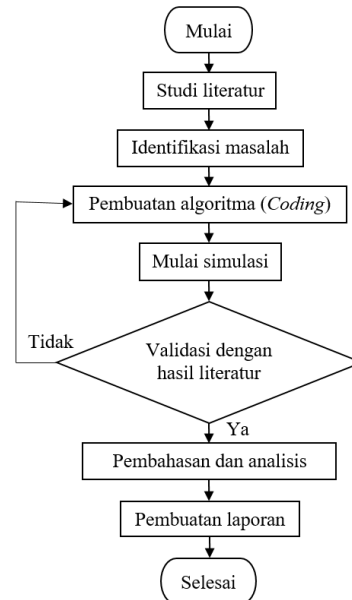 Mulai
Studi literatur
Identifikasi masalah
Pembuatan algoritma (Coding)
Mulai simulasi
Tidak
Validasi dengan
hasil literatur
Ya
Pembahasan dan analisis
Pembuatan laporan
Selesai